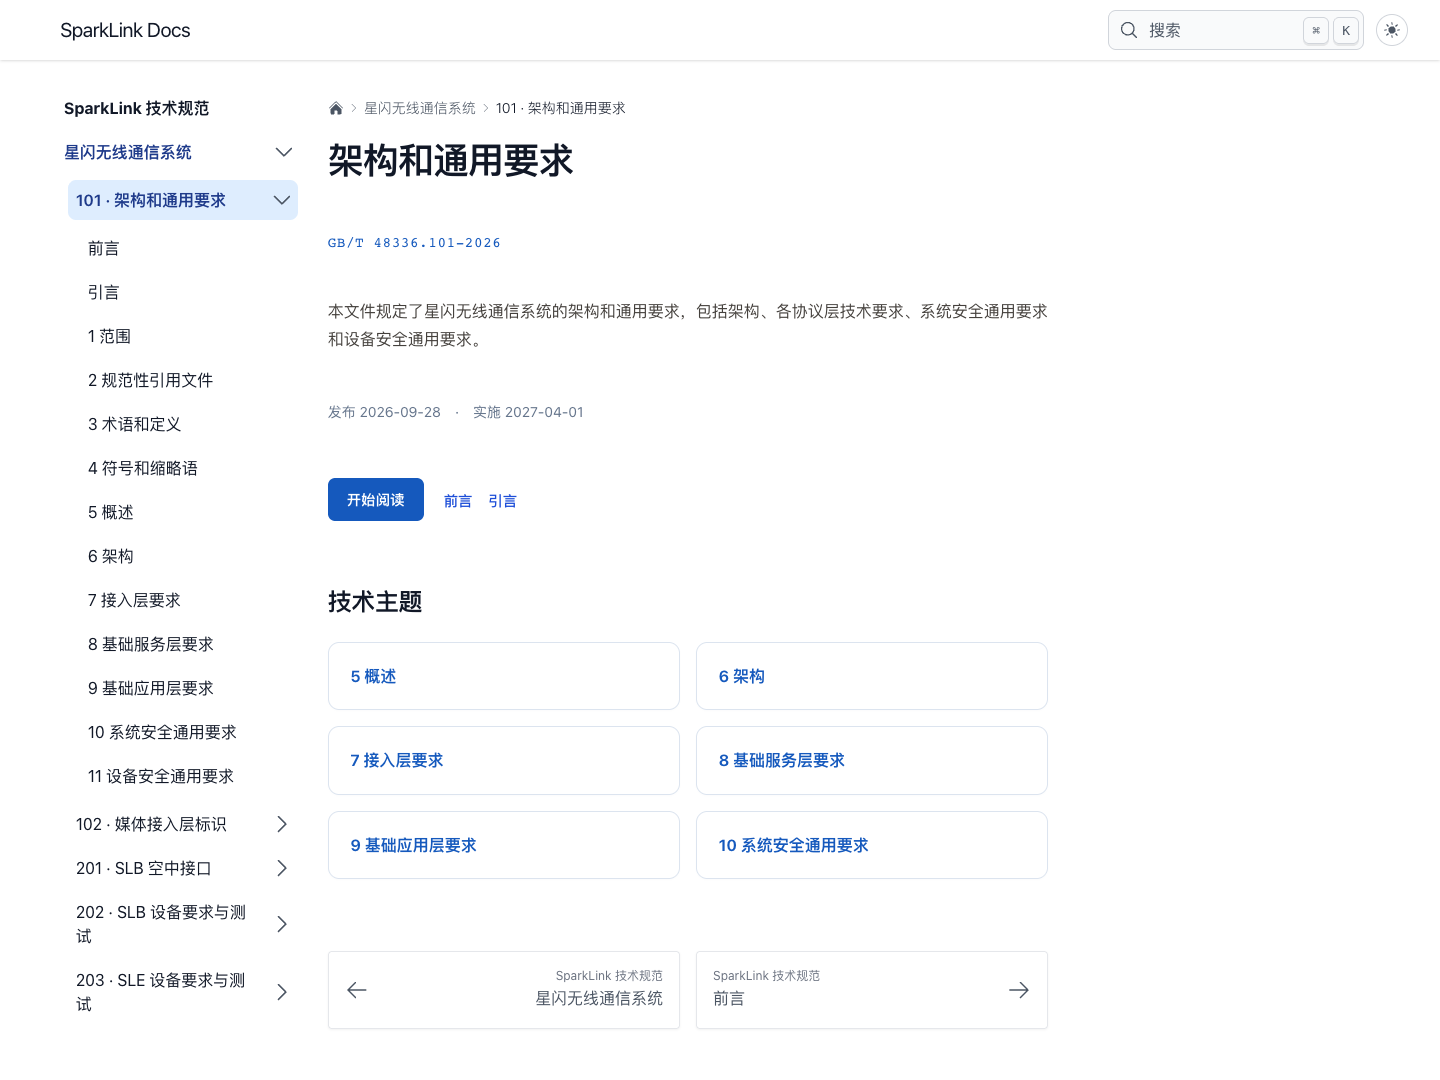 SparkLink Docs
搜索
⌘ K
SparkLink 技术规范
星闪无线通信系统
101 · 架构和通用要求
前言
引言
1 范围
2 规范性引用文件
3 术语和定义
4 符号和缩略语
5 概述
6 架构
7 接入层要求
8 基础服务层要求
9 基础应用层要求
10 系统安全通用要求
11 设备安全通用要求
102 · 媒体接入层标识
201 · SLB 空中接口
202 · SLB 设备要求与测
试
203 · SLE 设备要求与测
试
星闪无线通信系统
101 · 架构和通用要求
架构和通用要求
GB/T 48336.101—2026
本文件规定了星闪无线通信系统的架构和通用要求，包括架构、各协议层技术要求、系统安全通用要求
和设备安全通用要求。
发布 2026-09-28 · 实施 2027-04-01
开始阅读
前言
引言
技术主题
5 概述
6 架构
7 接入层要求
8 基础服务层要求
9 基础应用层要求
10 系统安全通用要求
SparkLink 技术规范
星闪无线通信系统
SparkLink 技术规范
前言